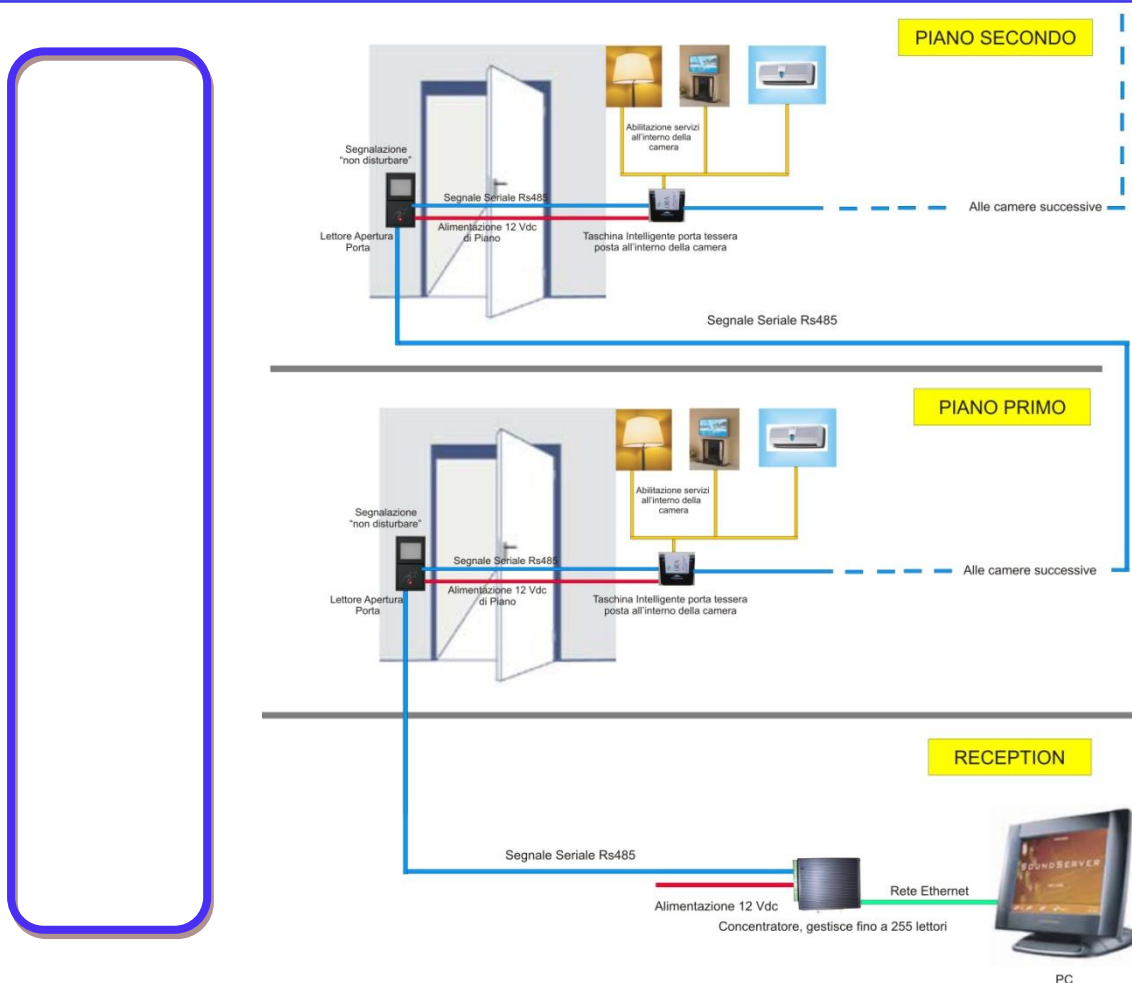 PIANO SECONDO
Abilitazione servizi
all'interno della
camera
Segnalazione
“non disturbare”
Segnale Seriale Rs485
Alle camere successive
Lettore Apertura
Porta
Alimentazione 12 Vdc
di Piano
Taschina Intelligente porta tessera
posta all'interno della camera
Segnale Seriale Rs485
PIANO PRIMO
Abilitazione servizi
all'interno della
camera
Segnalazione
“non disturbare”
Segnale Seriale Rs485
Alle camere successive
Lettore Apertura
Porta
Alimentazione 12 Vdc
di Piano
Taschina Intelligente porta tessera
posta all'interno della camera
RECEPTION
Segnale Seriale Rs485
SOUNDSERVER
Rete Ethernet
Alimentazione 12 Vdc
Concentratore, gestisce fino a 255 lettori
PC